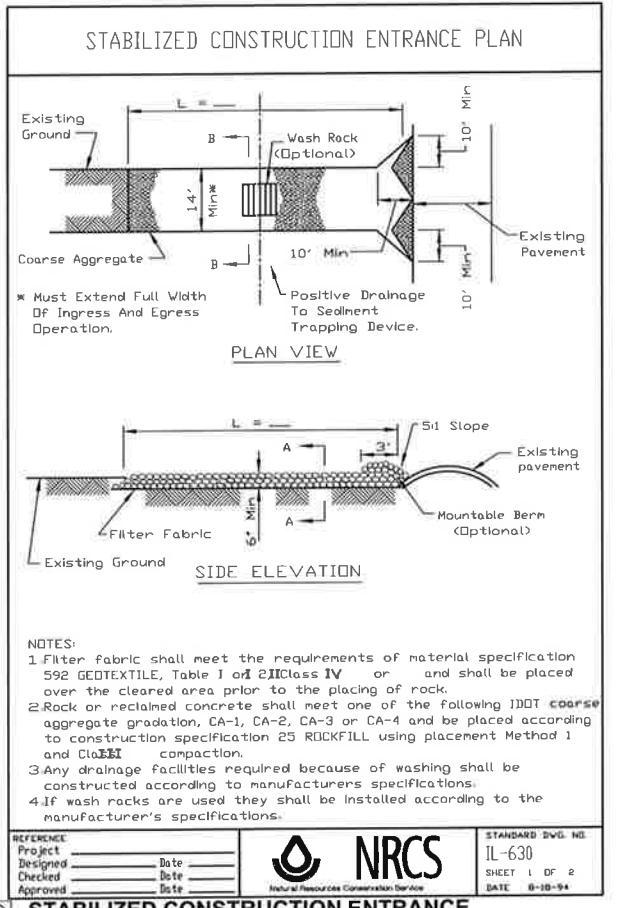 STABILIZED CONSTRUCTION ENTRANCE PLAN
L = ___
Existing
Ground
B
Wash Rack
(Optional)
10' Min
14'
Min*
Coarse Aggregate
B
10' Min
Existing
Pavement
10' Min
* Must Extend Full Width
Of Ingress And Egress
Operation.
Positive Drainage
To Sediment
Trapping Device.
PLAN VIEW
L = ___
A
3'
5:1 Slope
Existing
pavement
Filter Fabric
6" Min
A
Mountable Berm
(Optional)
Existing Ground
SIDE ELEVATION
NOTES:
1. Filter fabric shall meet the requirements of material specification
592 GEOTEXTILE, Table 1 or 2, Class IV or and shall be placed
over the cleared area prior to the placing of rock.
2. Rock or reclaimed concrete shall meet one of the following IDOT coarse
aggregate gradation, CA-1, CA-2, CA-3 or CA-4 and be placed according
to construction specification 25 ROCKFILL using placement Method 1
and Class III compaction.
3. Any drainage facilities required because of washing shall be
constructed according to manufacturers specifications.
4. If wash racks are used they shall be installed according to the
manufacturer's specifications.
REFERENCE
Project
Designed Date
Checked Date
Approved Date
NRCS
Natural Resources Conservation Service
STANDARD DWG. NO.
IL-630
SHEET 1 OF 2
DATE 8-18-94
STABILIZED CONSTRUCTION ENTRANCE